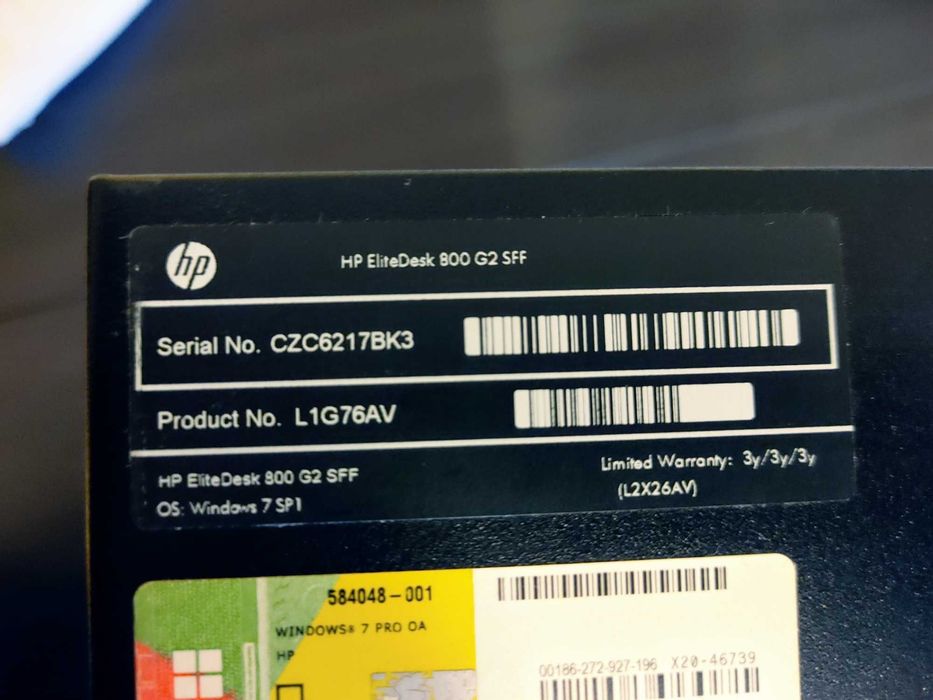 hp
HP EliteDesk 800 G2 SFF
Serial No. CZC6217BK3
Product No. L1G76AV
HP EliteDesk 800 G2 SFF
OS: Windows 7 SP1
Limited Warranty: 3y/3y/3y
(L2X26AV)
584048-001
WINDOWS® 7 PRO OA
HP
00186-272-927-196 X20-46739